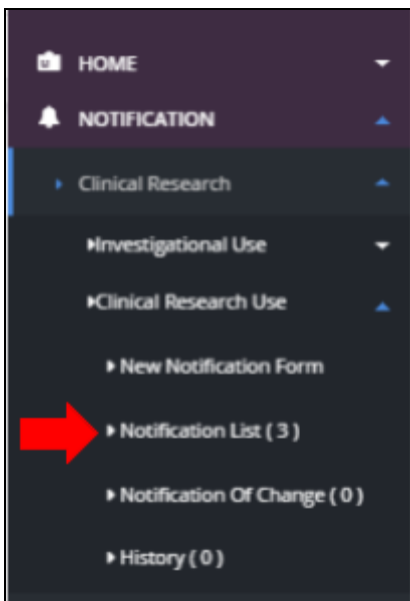 HOME
NOTIFICATION
Clinical Research
Investigational Use
Clinical Research Use
New Notification Form
Notification List ( 3 )
Notification Of Change ( 0 )
History ( 0 )